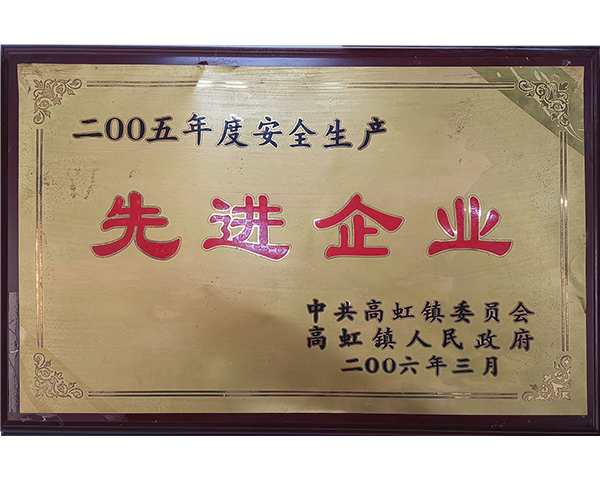 二00五年度安全生产
先进企业
中共高虹镇委员会
高虹镇人民政府
二00六年三月